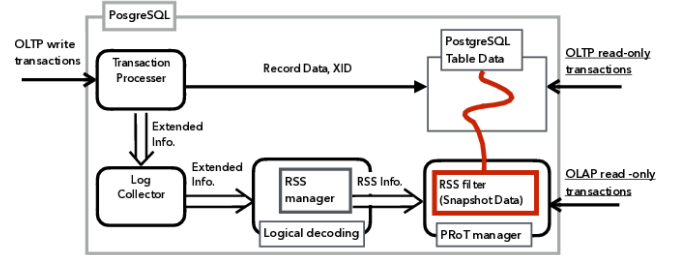 PosgreSQL
OLTP write
transactions
Transaction
Processer
Record Data, XID
PostgreSQL
Table Data
OLTP read-only
transactions
Extended
Info.
Log
Collector
Extended
Info.
RSS
manager
Logical decoding
RSS Info.
RSS filter
(Snapshot Data)
PRoT manager
OLAP read -only
transactions